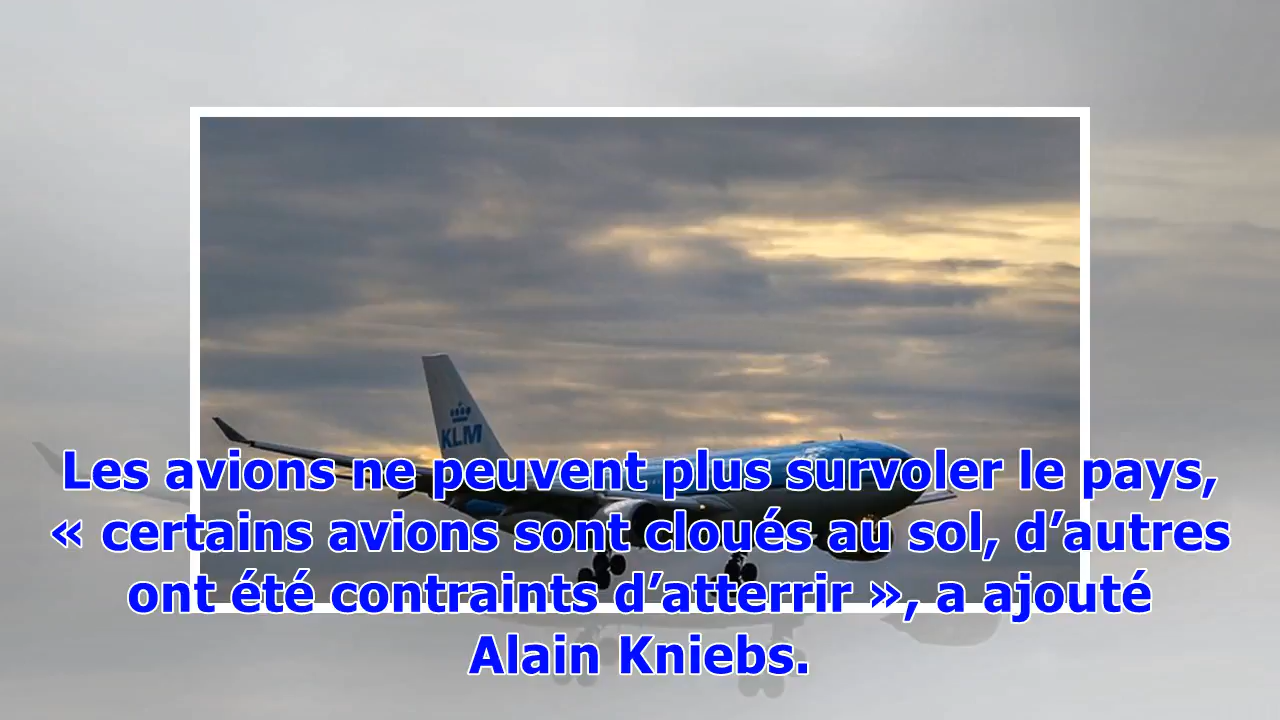 KLM
Les avions ne peuvent plus survoler le pays,
« certains avions sont cloués au sol, d’autres
ont été contraints d’atterrir », a ajouté
Alain Kniebs.